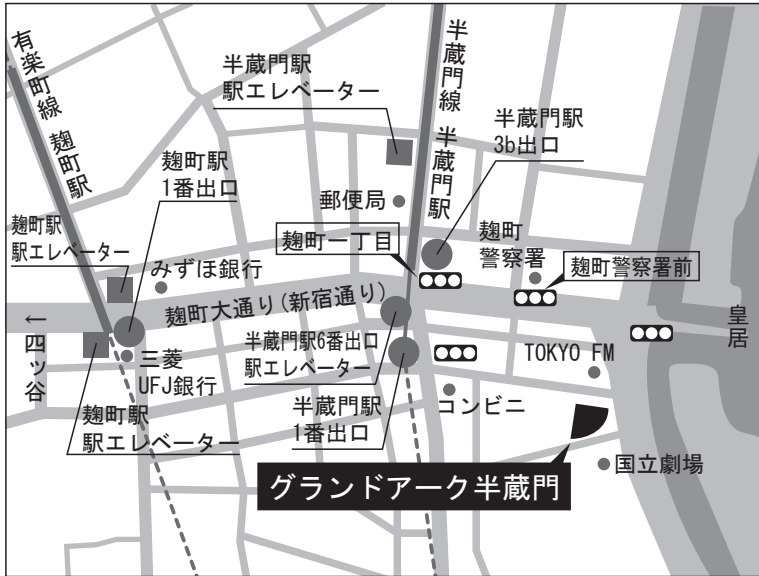 有楽町線 麹町駅
半蔵門駅
駅エレベーター
半蔵門線 半蔵門駅
半蔵門駅
3b出口
麹町駅
1番出口
郵便局
麹町一丁目
麹町
警察署
麹町警察署前
麹町駅
駅エレベーター
みずほ銀行
麹町大通り(新宿通り)
皇居
←四ッ谷
三菱
UFJ銀行
半蔵門駅6番出口
駅エレベーター
TOKYO FM
麹町駅
駅エレベーター
半蔵門駅
1番出口
コンビニ
グランドアーク半蔵門
国立劇場